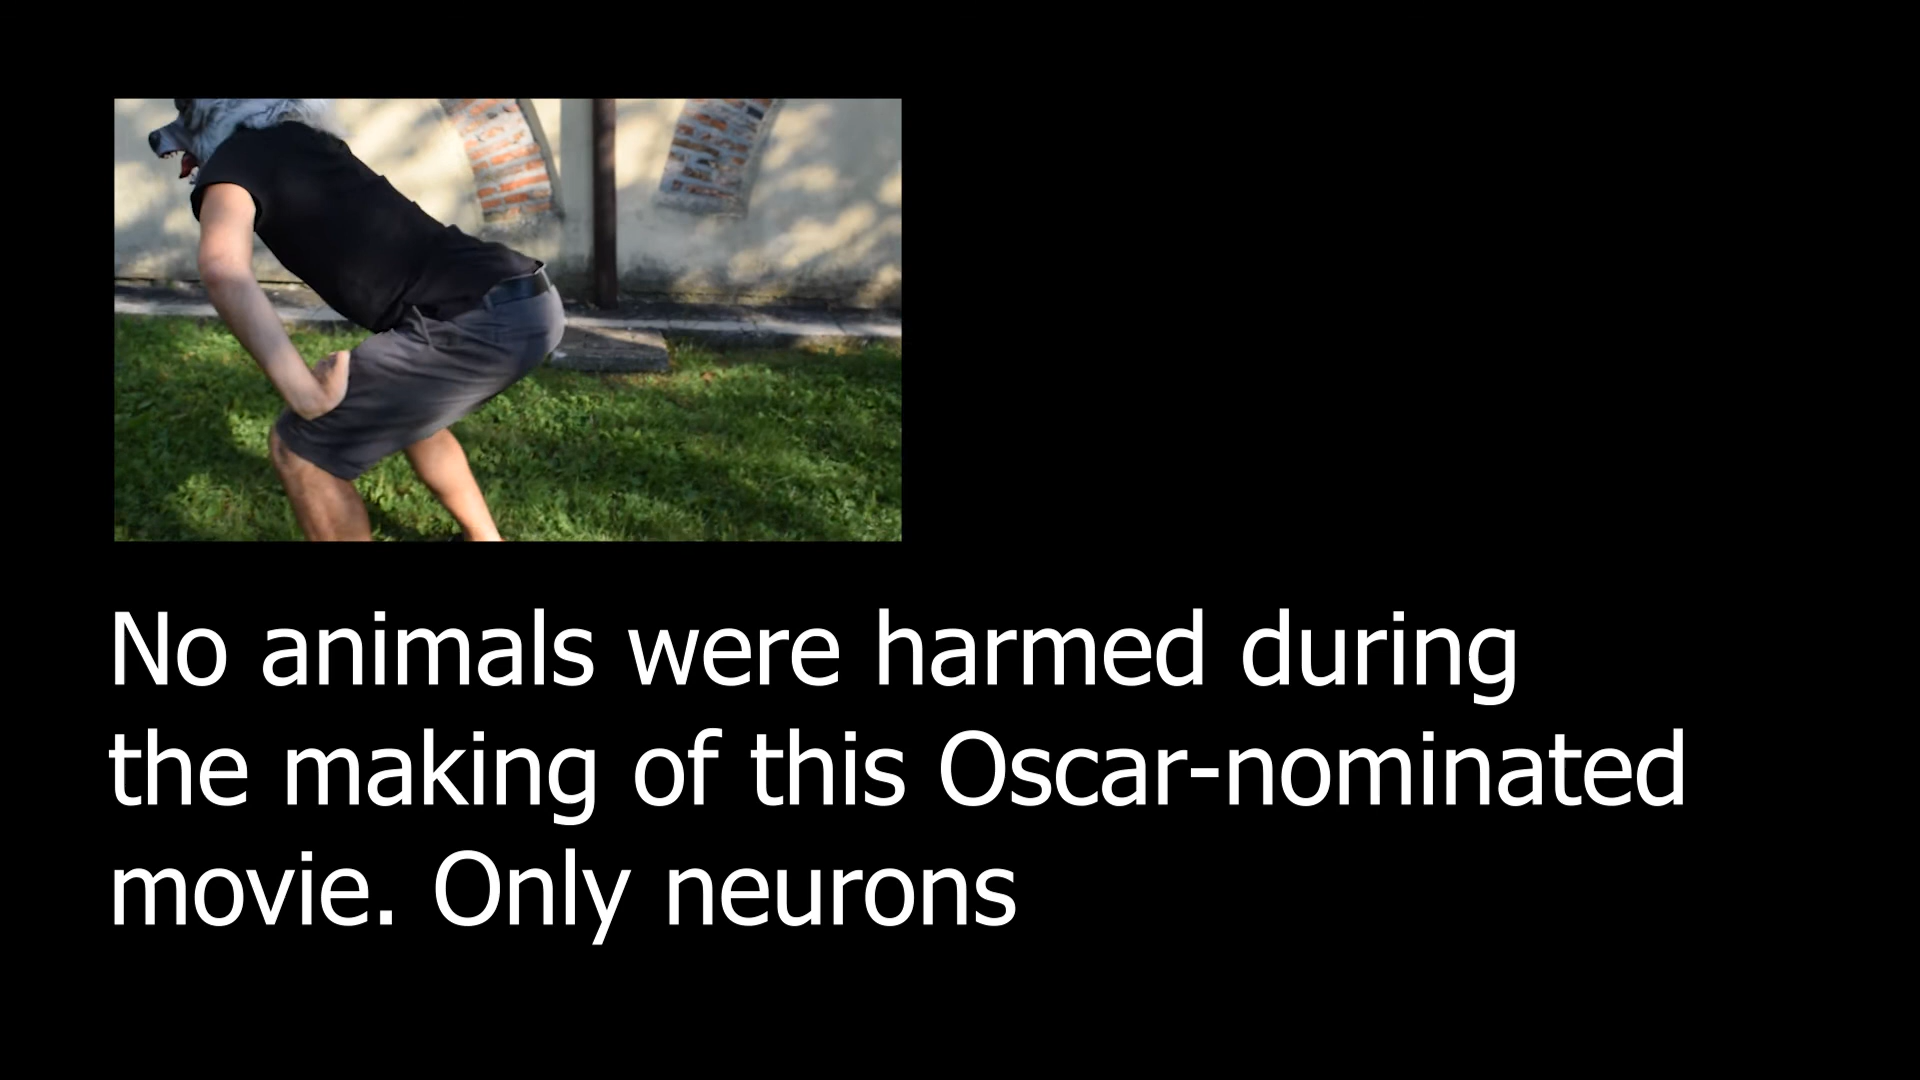 No animals were harmed during
the making of this Oscar-nominated
movie. Only neurons